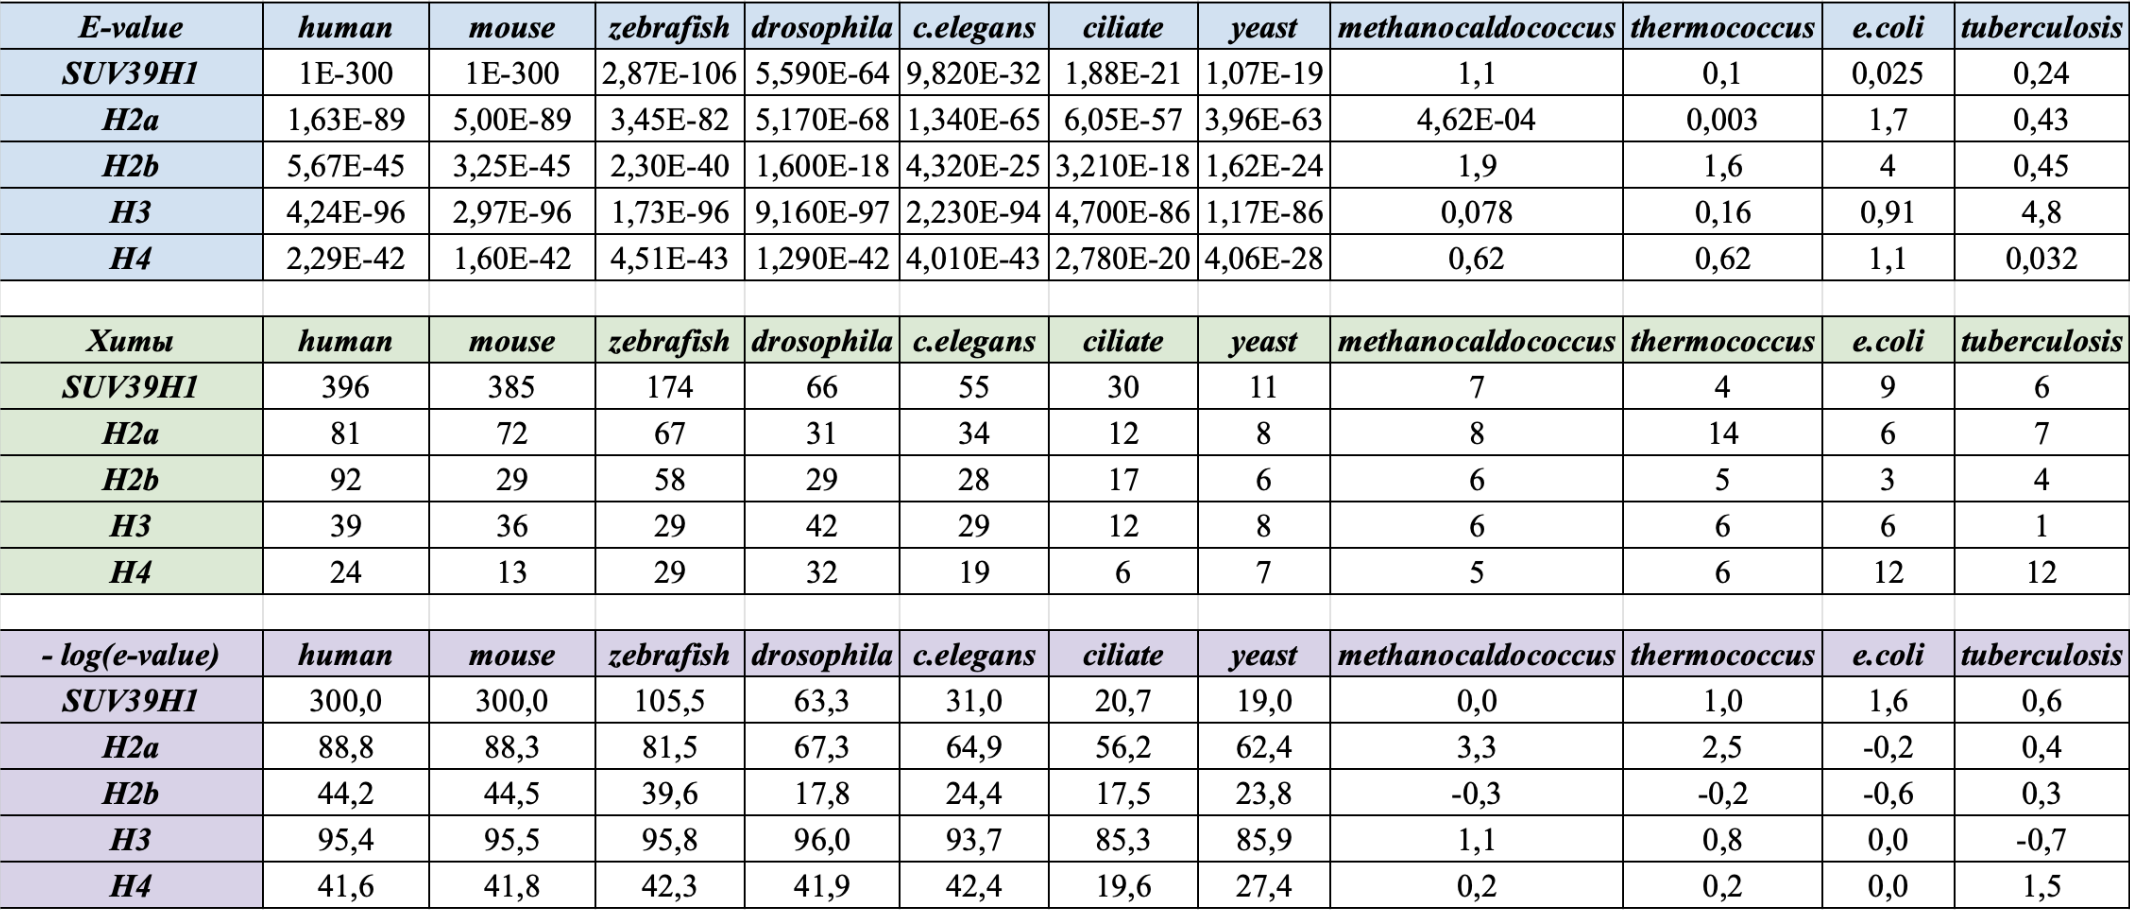 E-value human mouse zebrafish drosophila c.elegans ciliate yeast methanocaldococcus thermococcus e.coli tuberculosis
SUV39H1 1E-300 1E-300 2,87E-106 5,590E-64 9,820E-32 1,88E-21 1,07E-19 1,1 0,1 0,025 0,24
H2a 1,63E-89 5,00E-89 3,45E-82 5,170E-68 1,340E-65 6,05E-57 3,96E-63 4,62E-04 0,003 1,7 0,43
H2b 5,67E-45 3,25E-45 2,30E-40 1,600E-18 4,320E-25 3,210E-18 1,62E-24 1,9 1,6 4 0,45
H3 4,24E-96 2,97E-96 1,73E-96 9,160E-97 2,230E-94 4,700E-86 1,17E-86 0,078 0,16 0,91 4,8
H4 2,29E-42 1,60E-42 4,51E-43 1,290E-42 4,010E-43 2,780E-20 4,06E-28 0,62 0,62 1,1 0,032
Хиты human mouse zebrafish drosophila c.elegans ciliate yeast methanocaldococcus thermococcus e.coli tuberculosis
SUV39H1 396 385 174 66 55 30 11 7 4 9 6
H2a 81 72 67 31 34 12 8 8 14 6 7
H2b 92 29 58 29 28 17 6 6 5 3 4
H3 39 36 29 42 29 12 8 6 6 6 1
H4 24 13 29 32 19 6 7 5 6 12 12
- log(e-value) human mouse zebrafish drosophila c.elegans ciliate yeast methanocaldococcus thermococcus e.coli tuberculosis
SUV39H1 300,0 300,0 105,5 63,3 31,0 20,7 19,0 0,0 1,0 1,6 0,6
H2a 88,8 88,3 81,5 67,3 64,9 56,2 62,4 3,3 2,5 -0,2 0,4
H2b 44,2 44,5 39,6 17,8 24,4 17,5 23,8 -0,3 -0,2 -0,6 0,3
H3 95,4 95,5 95,8 96,0 93,7 85,3 85,9 1,1 0,8 0,0 -0,7
H4 41,6 41,8 42,3 41,9 42,4 19,6 27,4 0,2 0,2 0,0 1,5